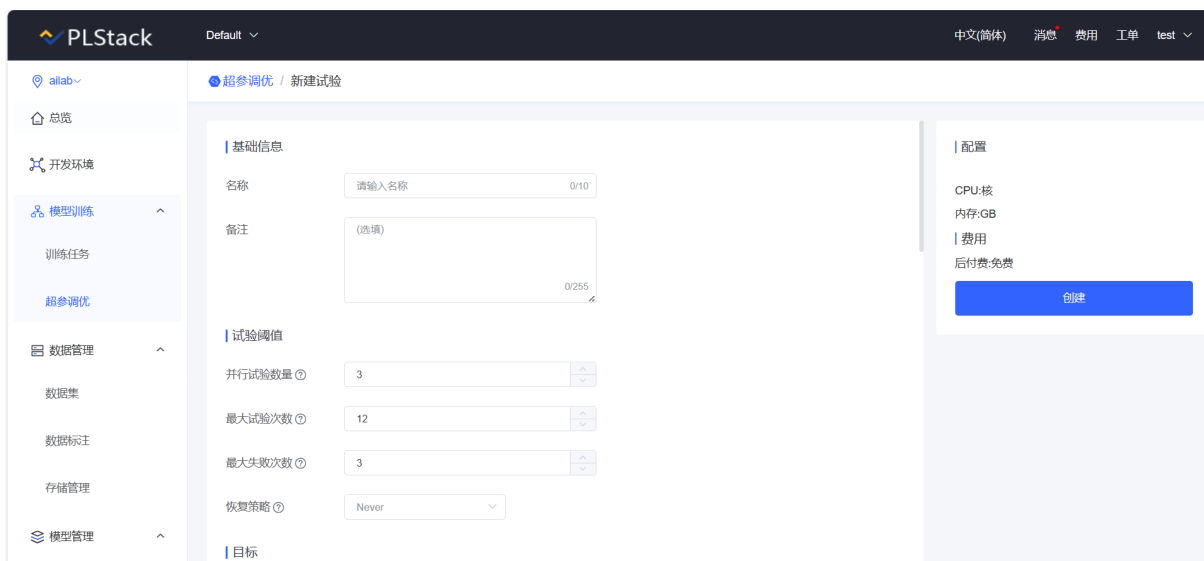 PLStack
Default
中文(简体) 消息 费用 工单 test
ailab
超参调优 / 新建试验
总览
开发环境
模型训练
训练任务
超参调优
数据管理
数据集
数据标注
存储管理
模型管理
基础信息
名称 请输入名称 0/10
备注 (选填)
0/255
试验阈值
并行试验数量 3
最大试验次数 12
最大失败次数 3
恢复策略 Never
目标
配置
CPU:核
内存:GB
费用
后付费:免费
创建